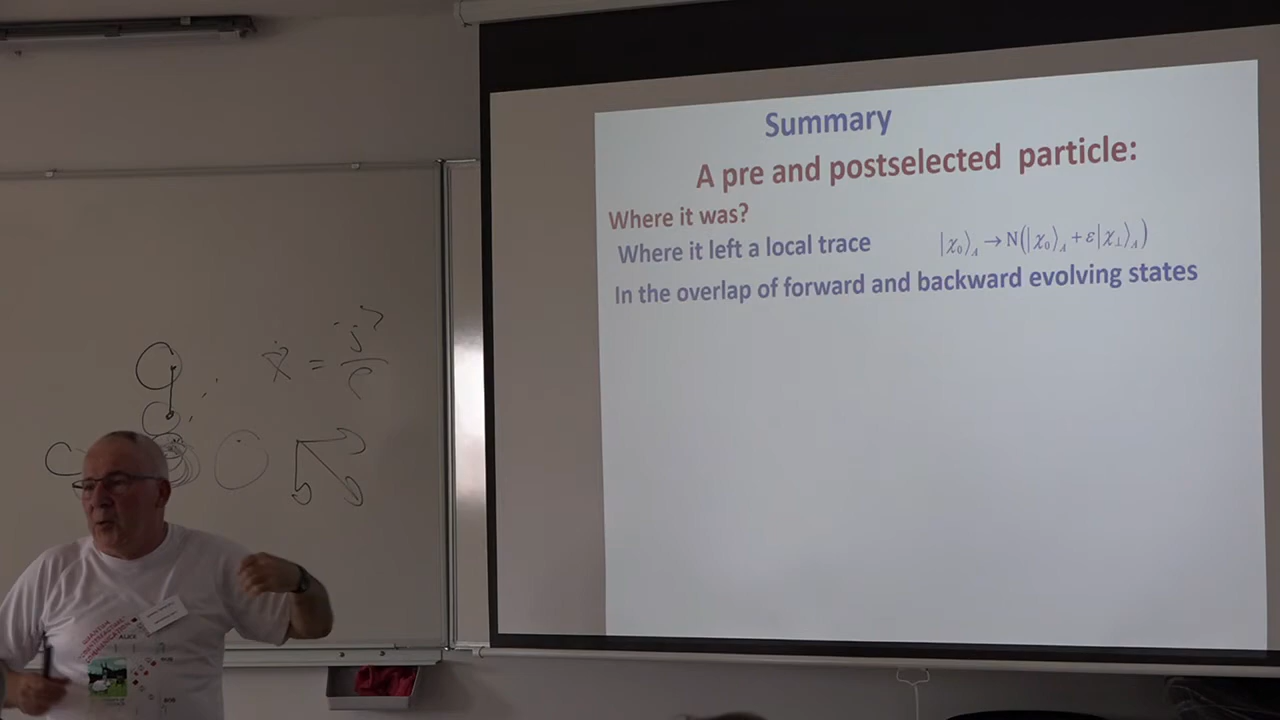 Summary
A pre and postselected particle:
Where it was?
Where it left a local trace |χ₀⟩_A → N(|χ₀⟩_A + ε|χ⊥⟩_A)
In the overlap of forward and backward evolving states